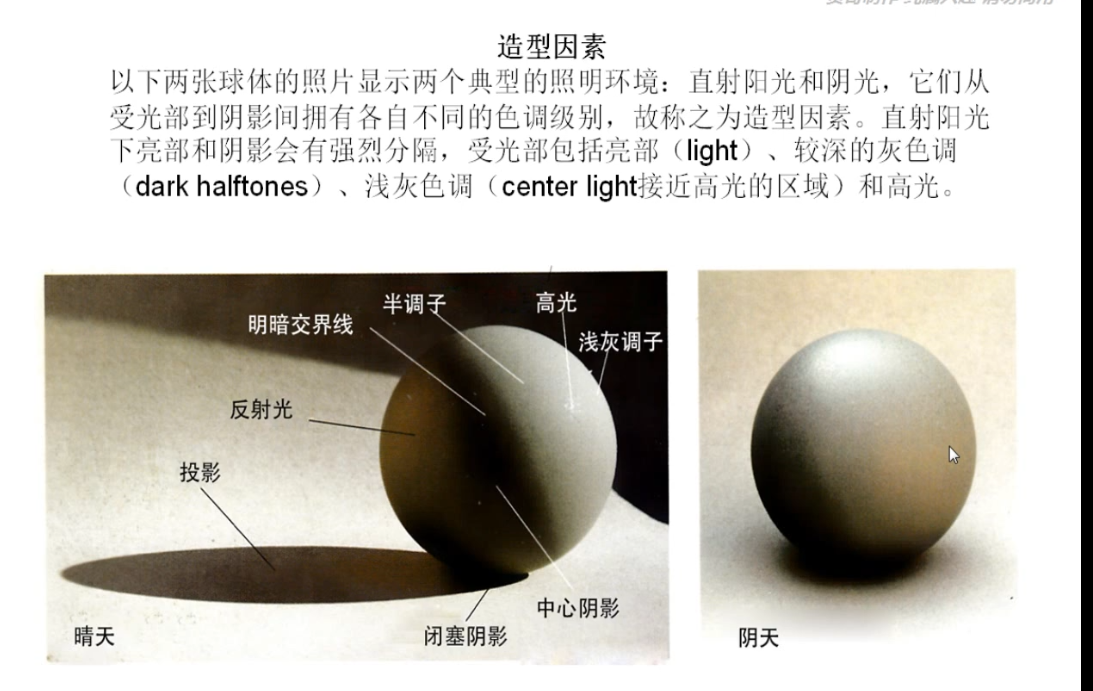 造型因素
以下两张球体的照片显示两个典型的照明环境：直射阳光和阴光，它们从
受光部到阴影间拥有各自不同的色调级别，故称之为造型因素。直射阳光
下亮部和阴影会有强烈分隔，受光部包括亮部（light）、较深的灰色调
（dark halftones）、浅灰色调（center light接近高光的区域）和高光。
半调子
高光
明暗交界线
浅灰调子
反射光
投影
中心阴影
晴天
闭塞阴影
阴天